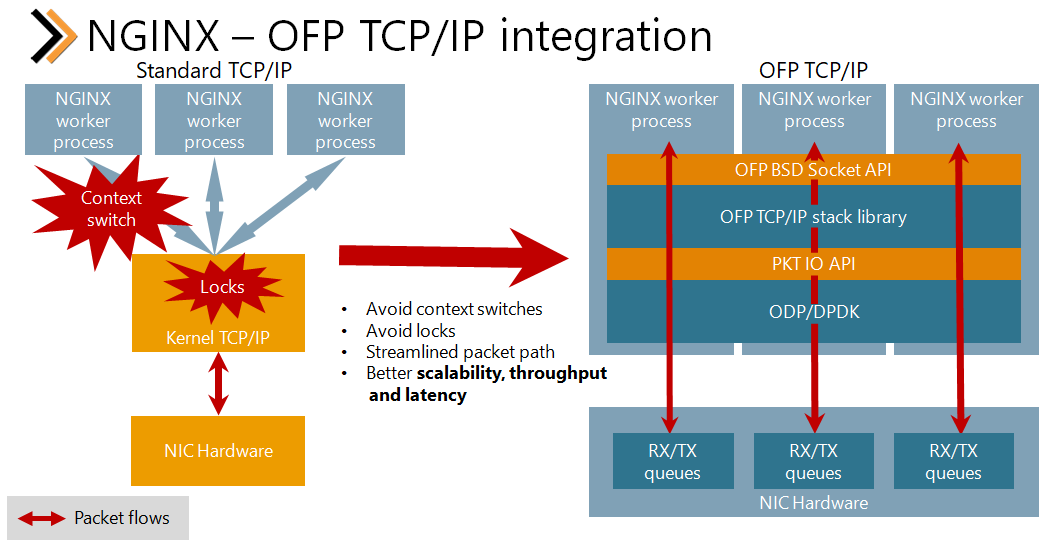 NGINX – OFP TCP/IP integration
Standard TCP/IP
NGINX
worker
process
NGINX
worker
process
NGINX
worker
process
Context
switch
Locks
Kernel TCP/IP
NIC Hardware
Packet flows
• Avoid context switches
• Avoid locks
• Streamlined packet path
• Better scalability, throughput
and latency
OFP TCP/IP
NGINX worker
process
NGINX worker
process
NGINX worker
process
OFP BSD Socket API
OFP TCP/IP stack library
PKT IO API
ODP/DPDK
RX/TX
queues
RX/TX
queues
RX/TX
queues
NIC Hardware